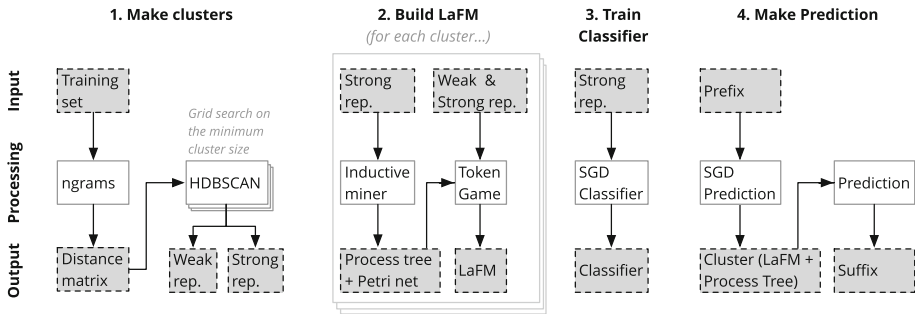 1. Make clusters
2. Build LaFM
(for each cluster...)
3. Train
Classifier
4. Make Prediction
Input
Processing
Output
Training
set
Grid search on
the minimum
cluster size
ngrams
HDBSCAN
Distance
matrix
Weak
rep.
Strong
rep.
Strong
rep.
Weak &
Strong rep.
Inductive
miner
Token
Game
Process tree
+ Petri net
LaFM
Strong
rep.
SGD
Classifier
Classifier
Prefix
SGD
Prediction
Prediction
Cluster (LaFM +
Process Tree)
Suffix